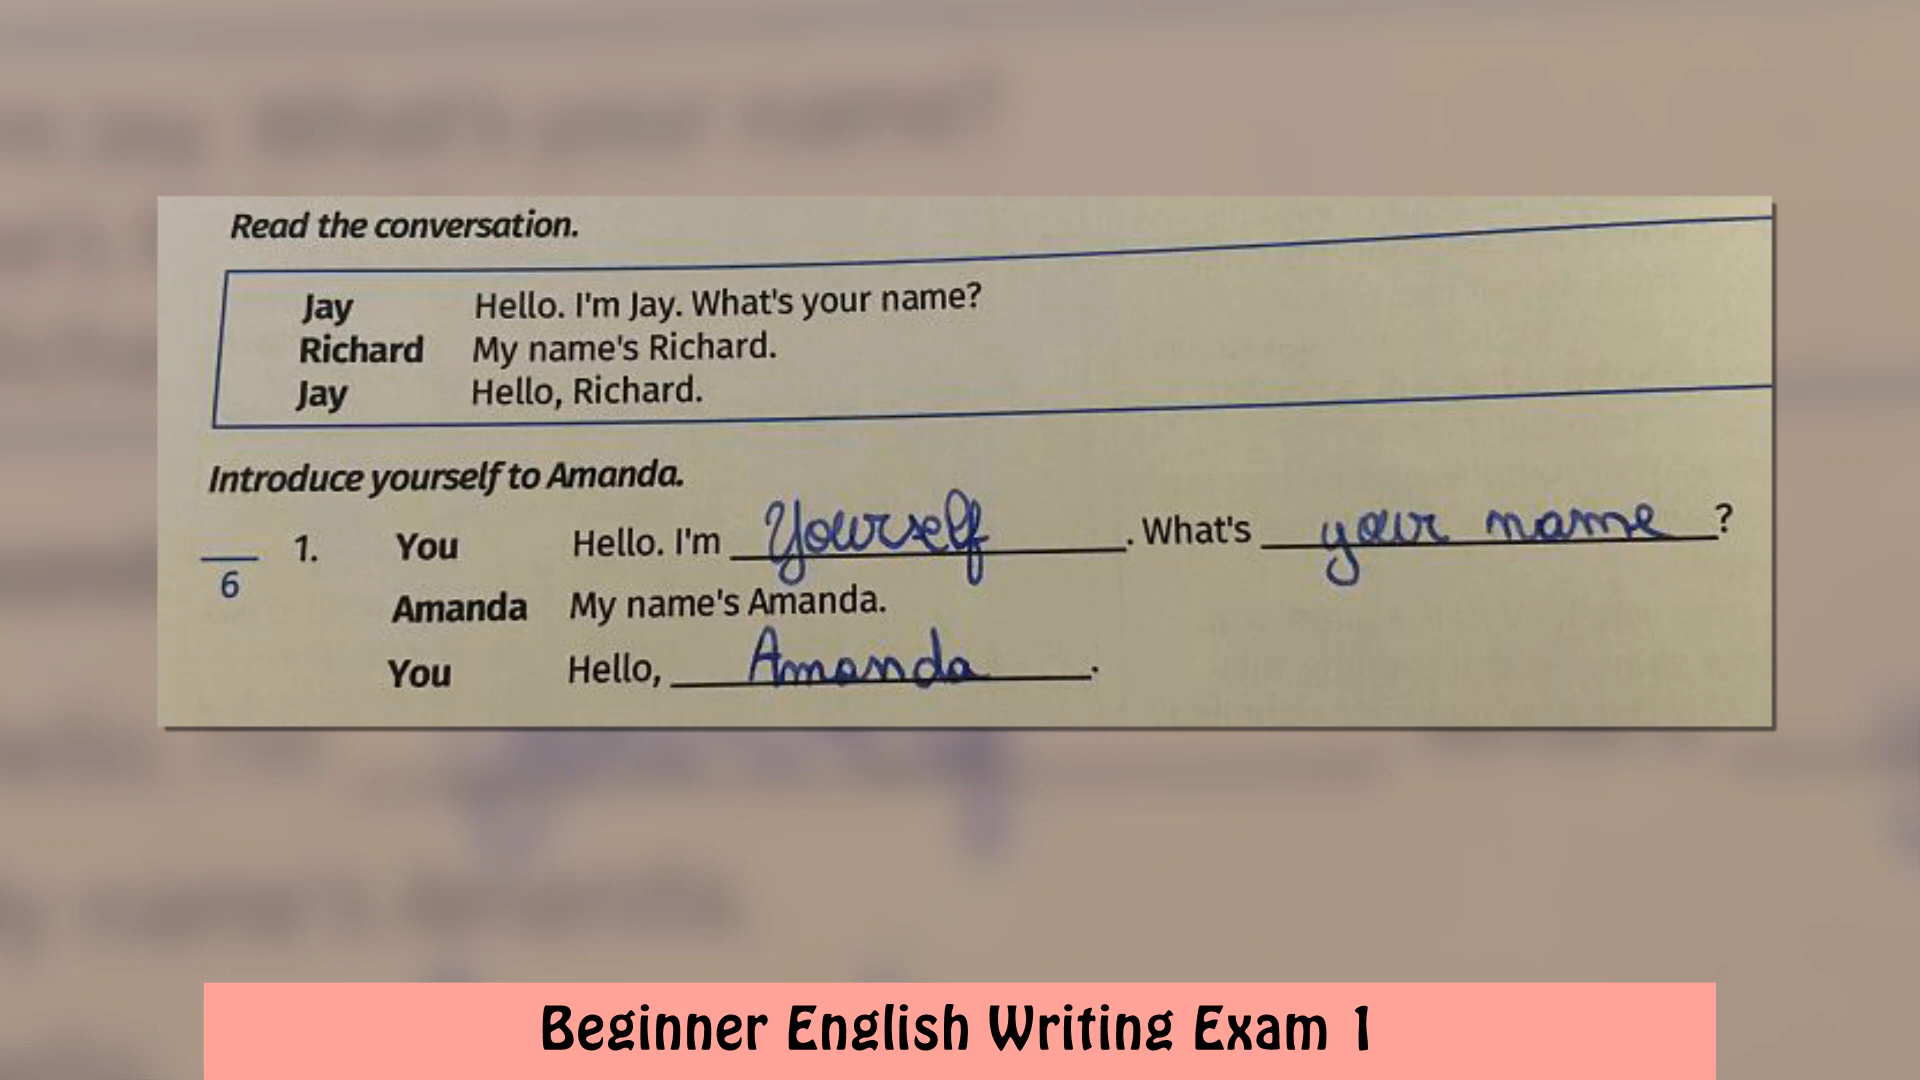 Read the conversation.
Jay Hello. I'm Jay. What's your name?
Richard My name's Richard.
Jay Hello, Richard.
Introduce yourself to Amanda.
6 1. You Hello. I'm Yourself. What's your name?
Amanda My name's Amanda.
You Hello, Amanda.
Beginner English Writing Exam 1